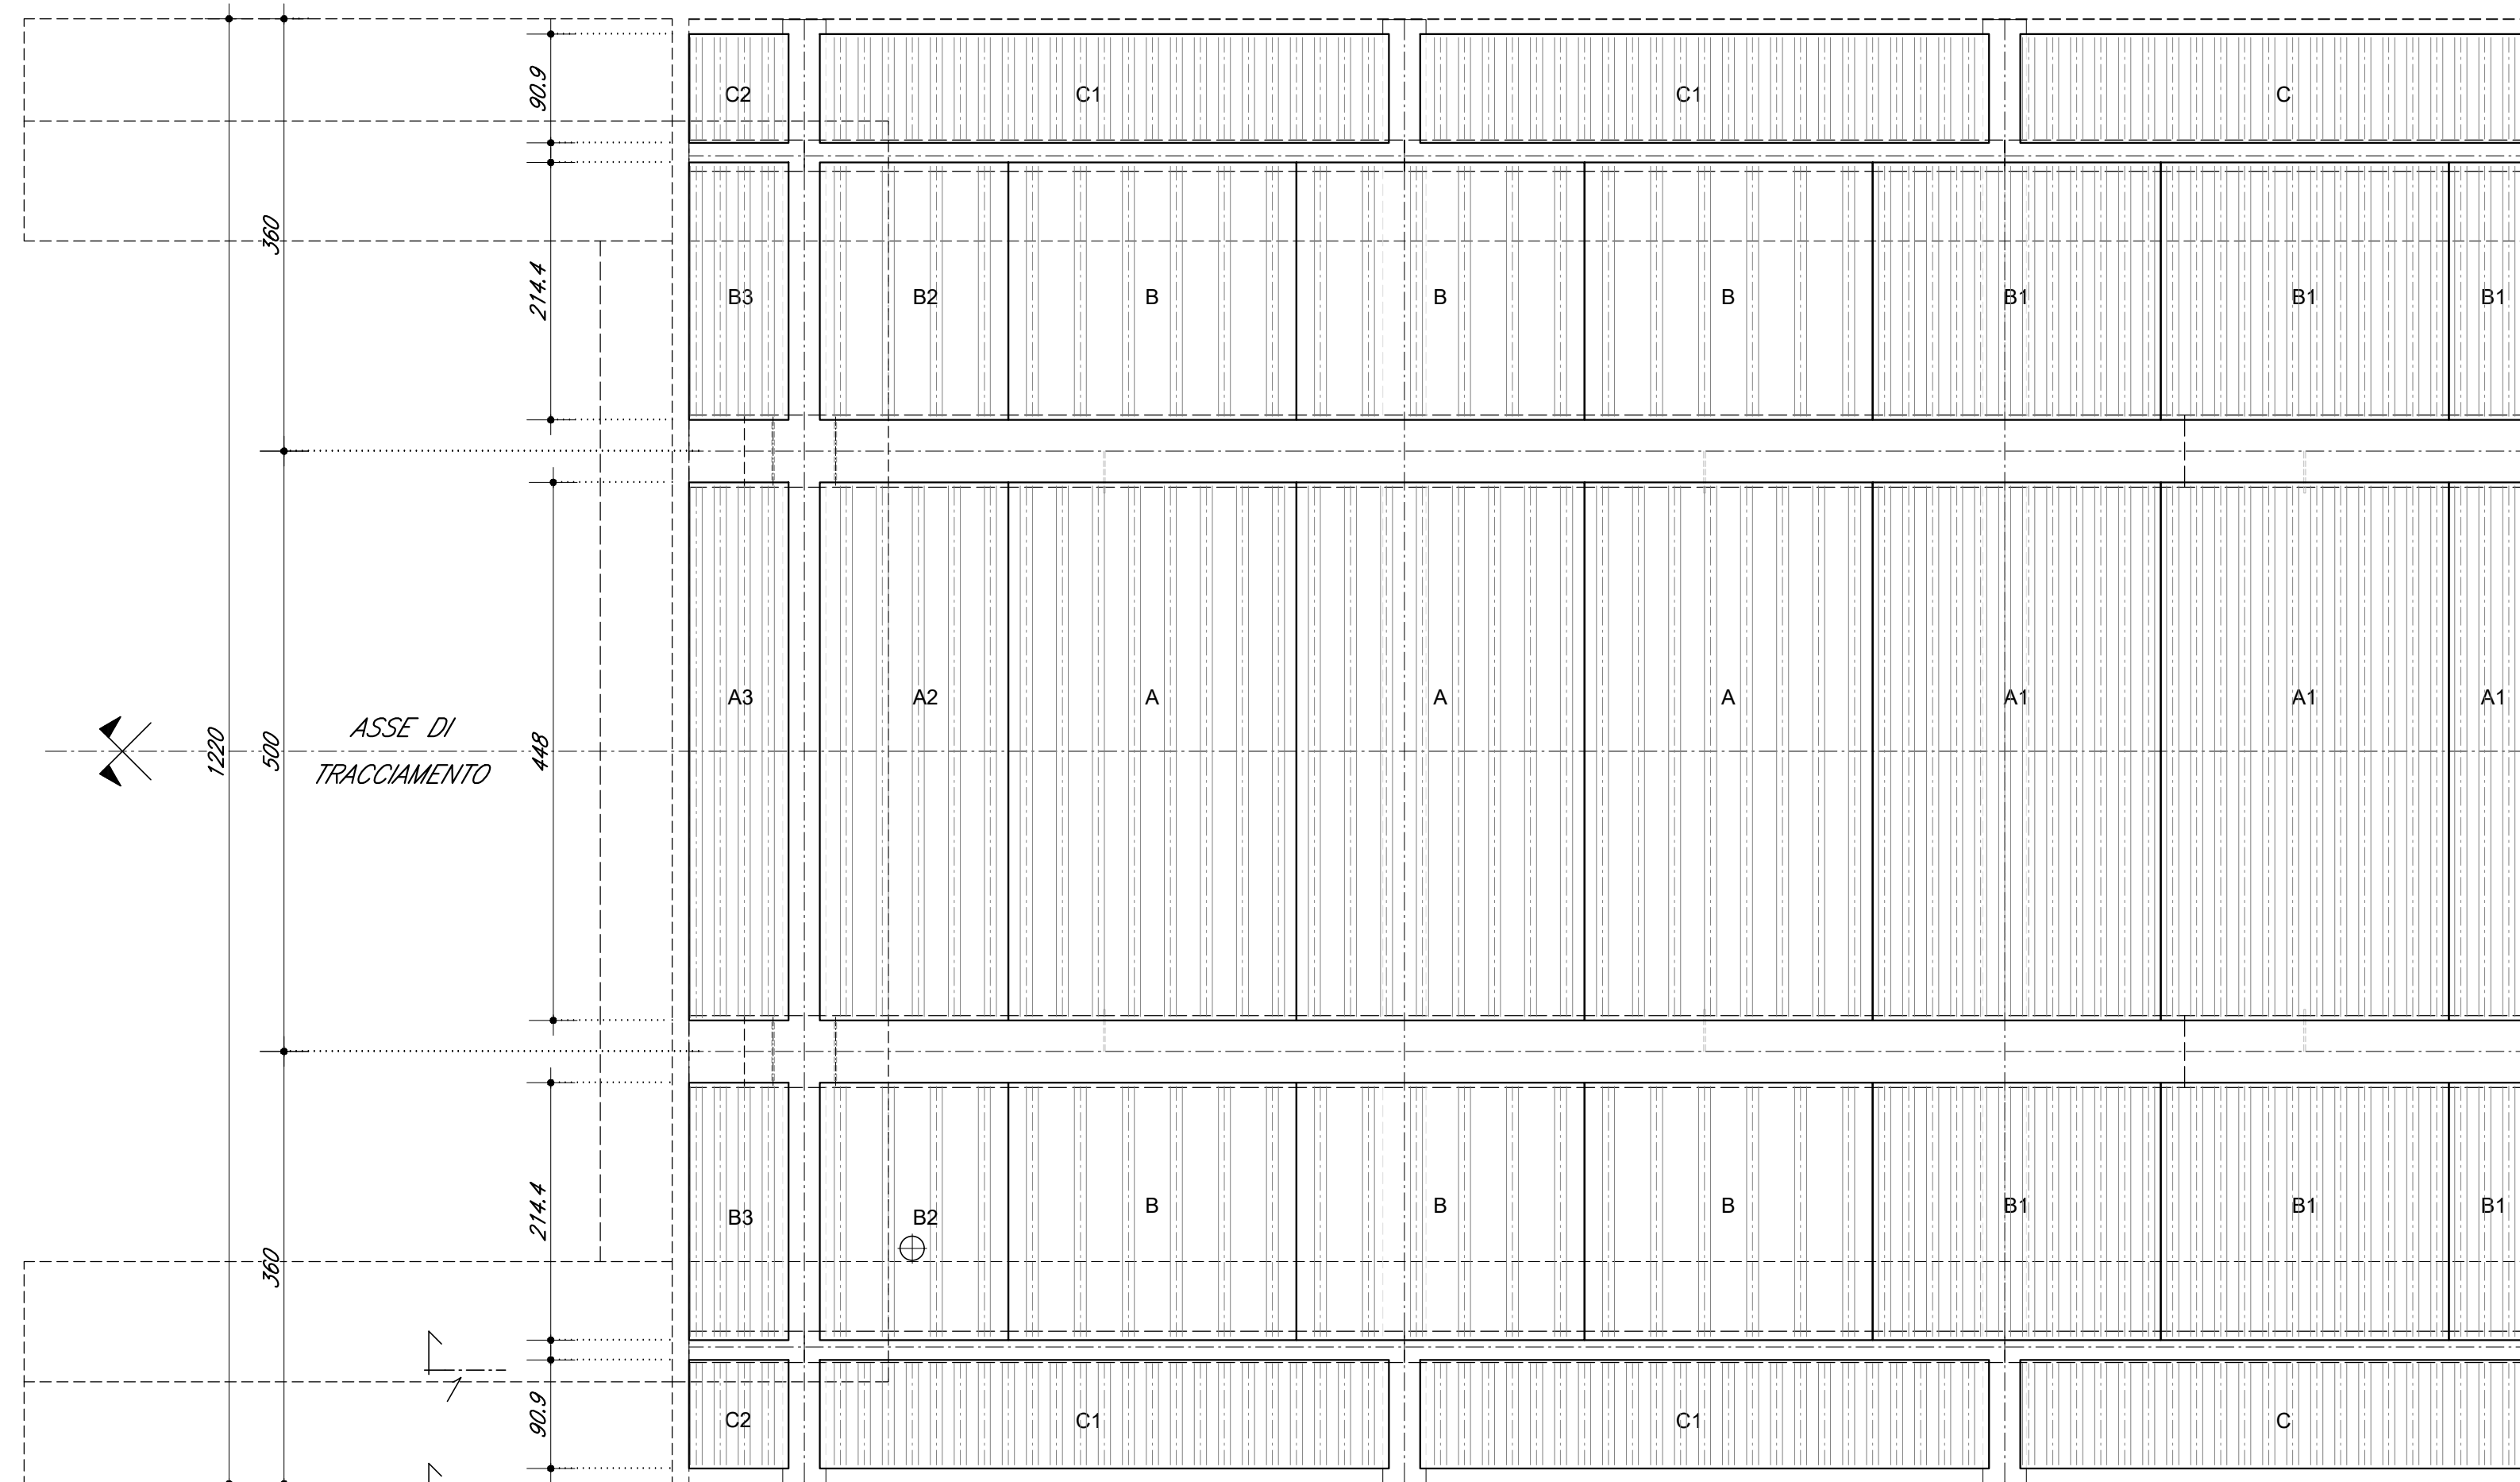 C2 C1 C1 C
90.9
B3 B2 B B B B1 B1 B1
360
214.4
A3 A2 A A A A1 A1 A1
ASSE DI
TRACCIAMENTO
1220
500
448
B3 B2 B B B B1 B1 B1
214.4
360
C2 C1 C1 C
90.9